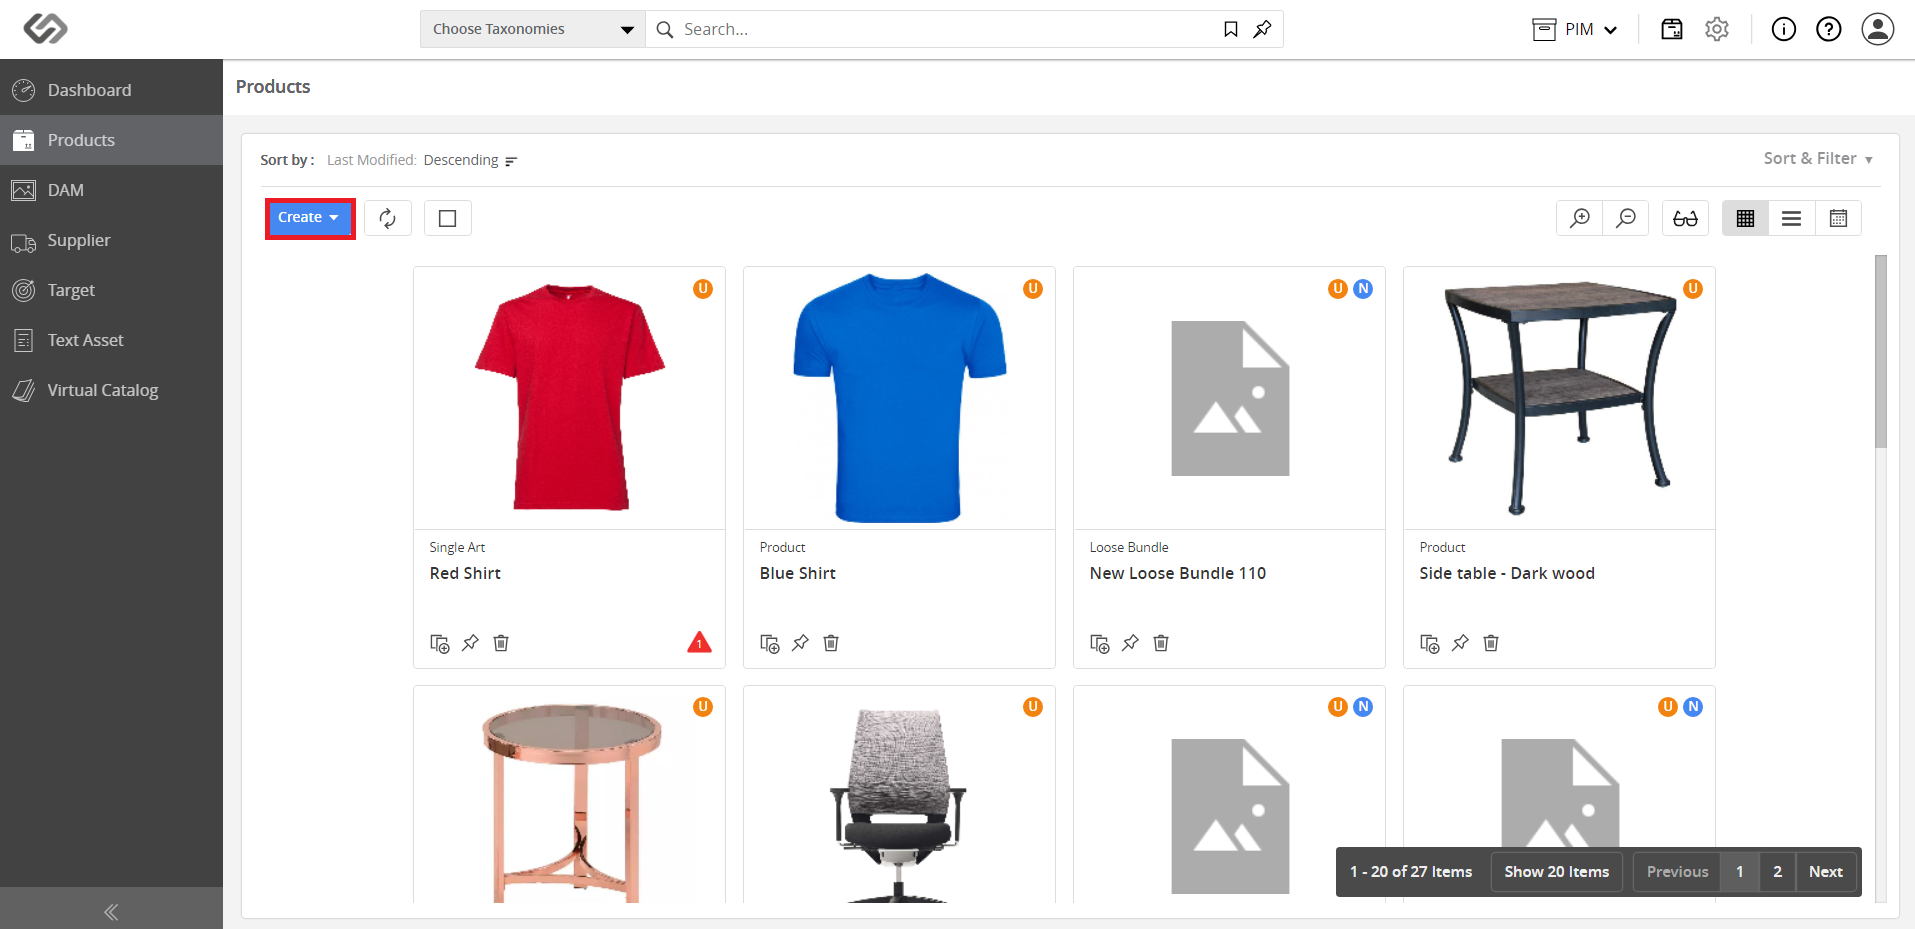 Choose Taxonomies
Search...
PIM
Dashboard
Products
DAM
Supplier
Target
Text Asset
Virtual Catalog
Products
Sort by : Last Modified: Descending
Sort & Filter
Create
U
U
U N
U
Single Art
Red Shirt
1
Product
Blue Shirt
Loose Bundle
New Loose Bundle 110
Product
Side table - Dark wood
U
U
U N
U N
1 - 20 of 27 Items
Show 20 Items
Previous 1 2 Next